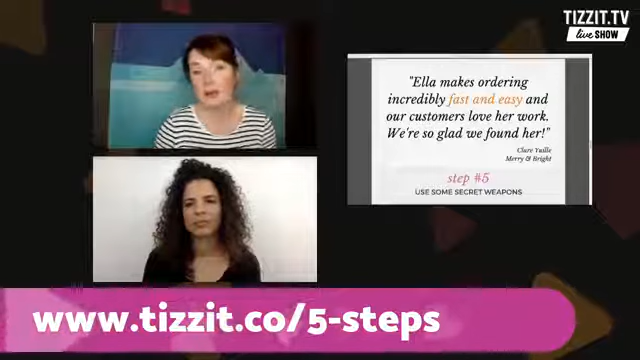 TIZZIT.TV
live SHOW
"Ella makes ordering
incredibly fast and easy and
our customers love her work.
We're so glad we found her!"
Clare Yuille
Merry & Bright
step #5
USE SOME SECRET WEAPONS
www.tizzit.co/5-steps